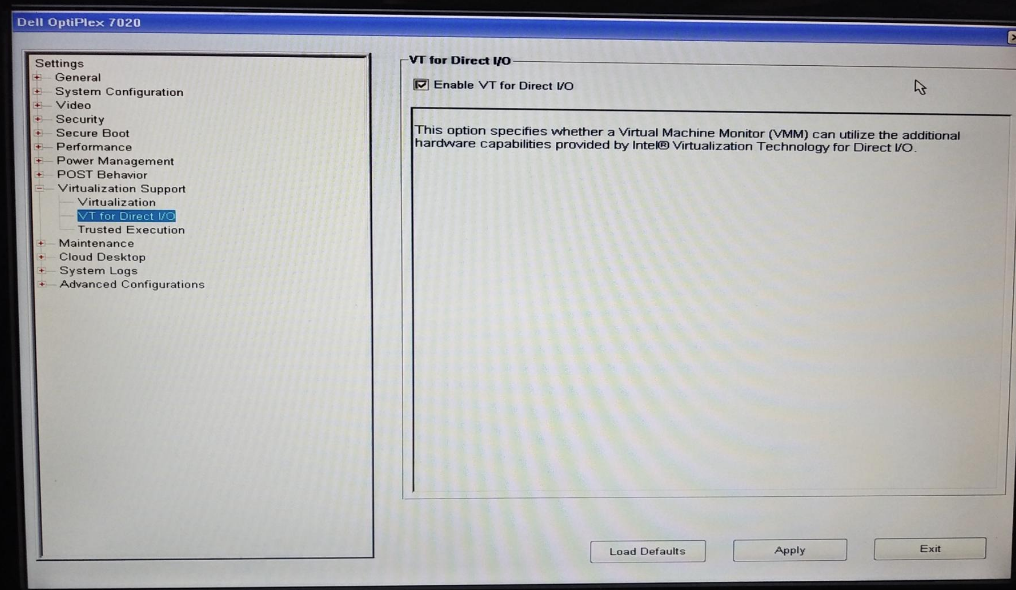 Dell OptiPlex 7020
Settings
General
System Configuration
Video
Security
Secure Boot
Performance
Power Management
POST Behavior
Virtualization Support
Virtualization
VT for Direct I/O
Trusted Execution
Maintenance
Cloud Desktop
System Logs
Advanced Configurations
VT for Direct I/O
Enable VT for Direct I/O
This option specifies whether a Virtual Machine Monitor (VMM) can utilize the additional
hardware capabilities provided by Intel® Virtualization Technology for Direct I/O.
Load Defaults
Apply
Exit